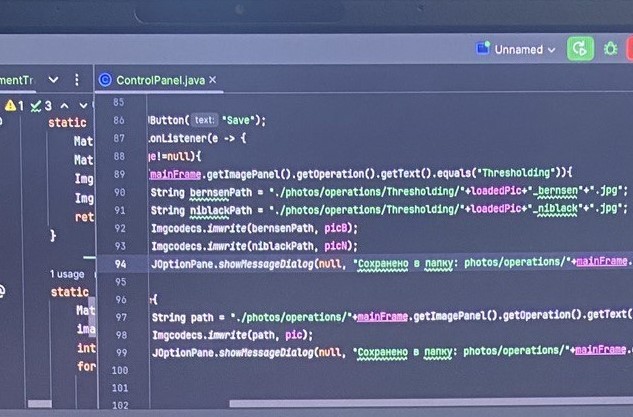 Unnamed
mentTr
ControlPanel.java ×
1 3
85
static
86 Button( text: "Save");
Mat
87 .onListener(e -> {
Mat
88 e!=null){
Img
89 mainFrame.getImagePanel().getOperation().getText().equals("Thresholding")){
Img
90 String bernsenPath = "./photos/operations/Thresholding/"+loadedPic+"_bernsen"+".jpg";
ret
91 String niblackPath = "./photos/operations/Thresholding/"+loadedPic+"_niblack"+".jpg";
}
92 Imgcodecs.imwrite(bernsenPath, picB);
93 Imgcodecs.imwrite(niblackPath, picN);
94 JOptionPane.showMessageDialog(null, "Сохранено в папку: photos/operations/"+mainFrame.
1 usage
95
static
96 {
Mat
97 String path = "./photos/operations/"+mainFrame.getImagePanel().getOperation().getText(
ima
98 Imgcodecs.imwrite(path, pic);
int
99 JOptionPane.showMessageDialog(null, "Сохранено в папку: photos/operations/"+mainFrame.
for
100
101
102